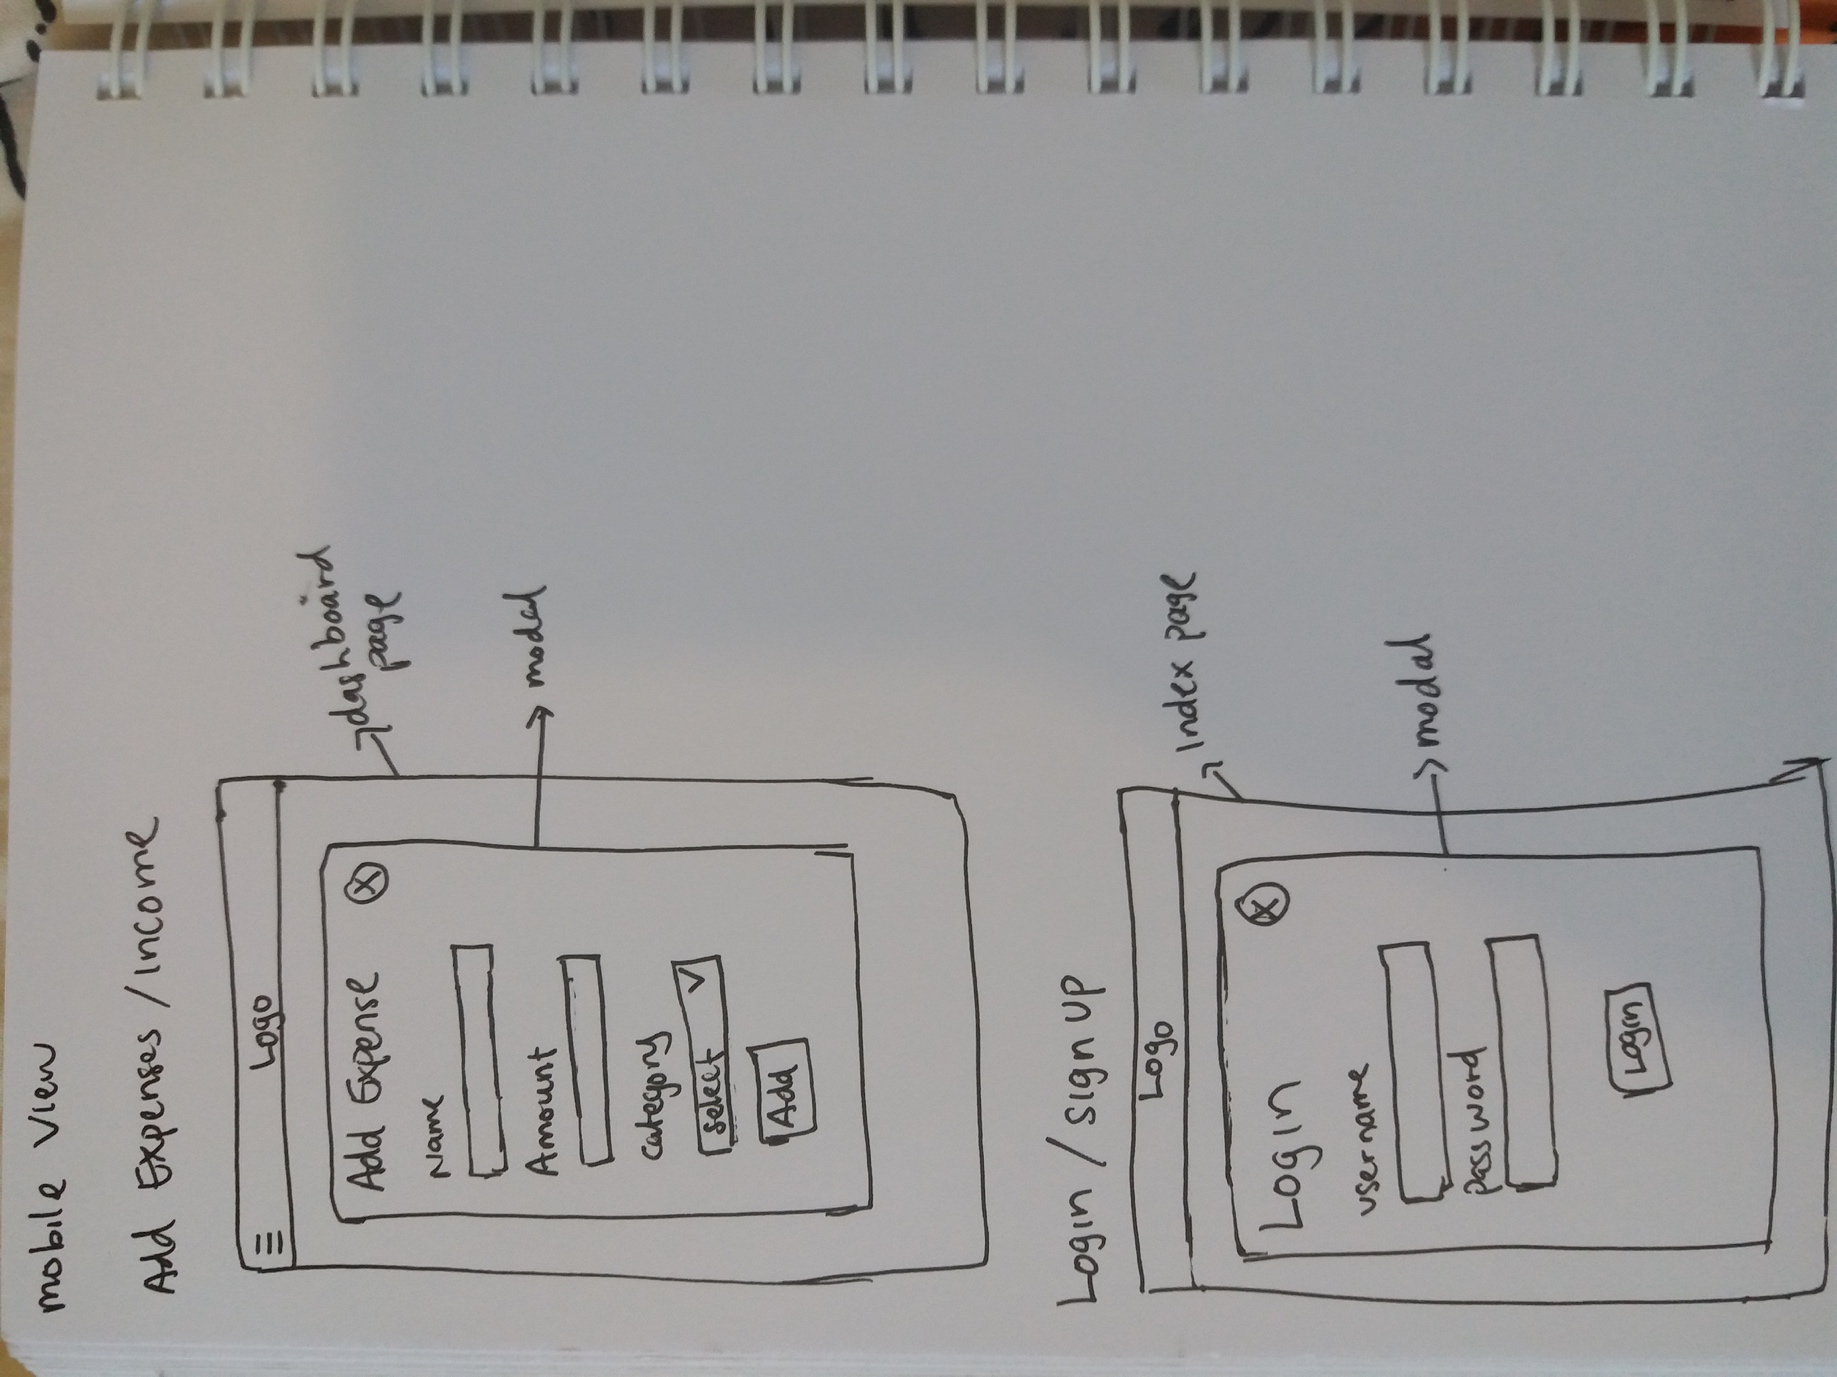 mobile view
Add Expenses / Income
Logo
dashboard
page
Add Expense X
modal
Name
Amount
Category
select
Add
Login / sign up
Logo
Index page
Login X
modal
username
password
Login